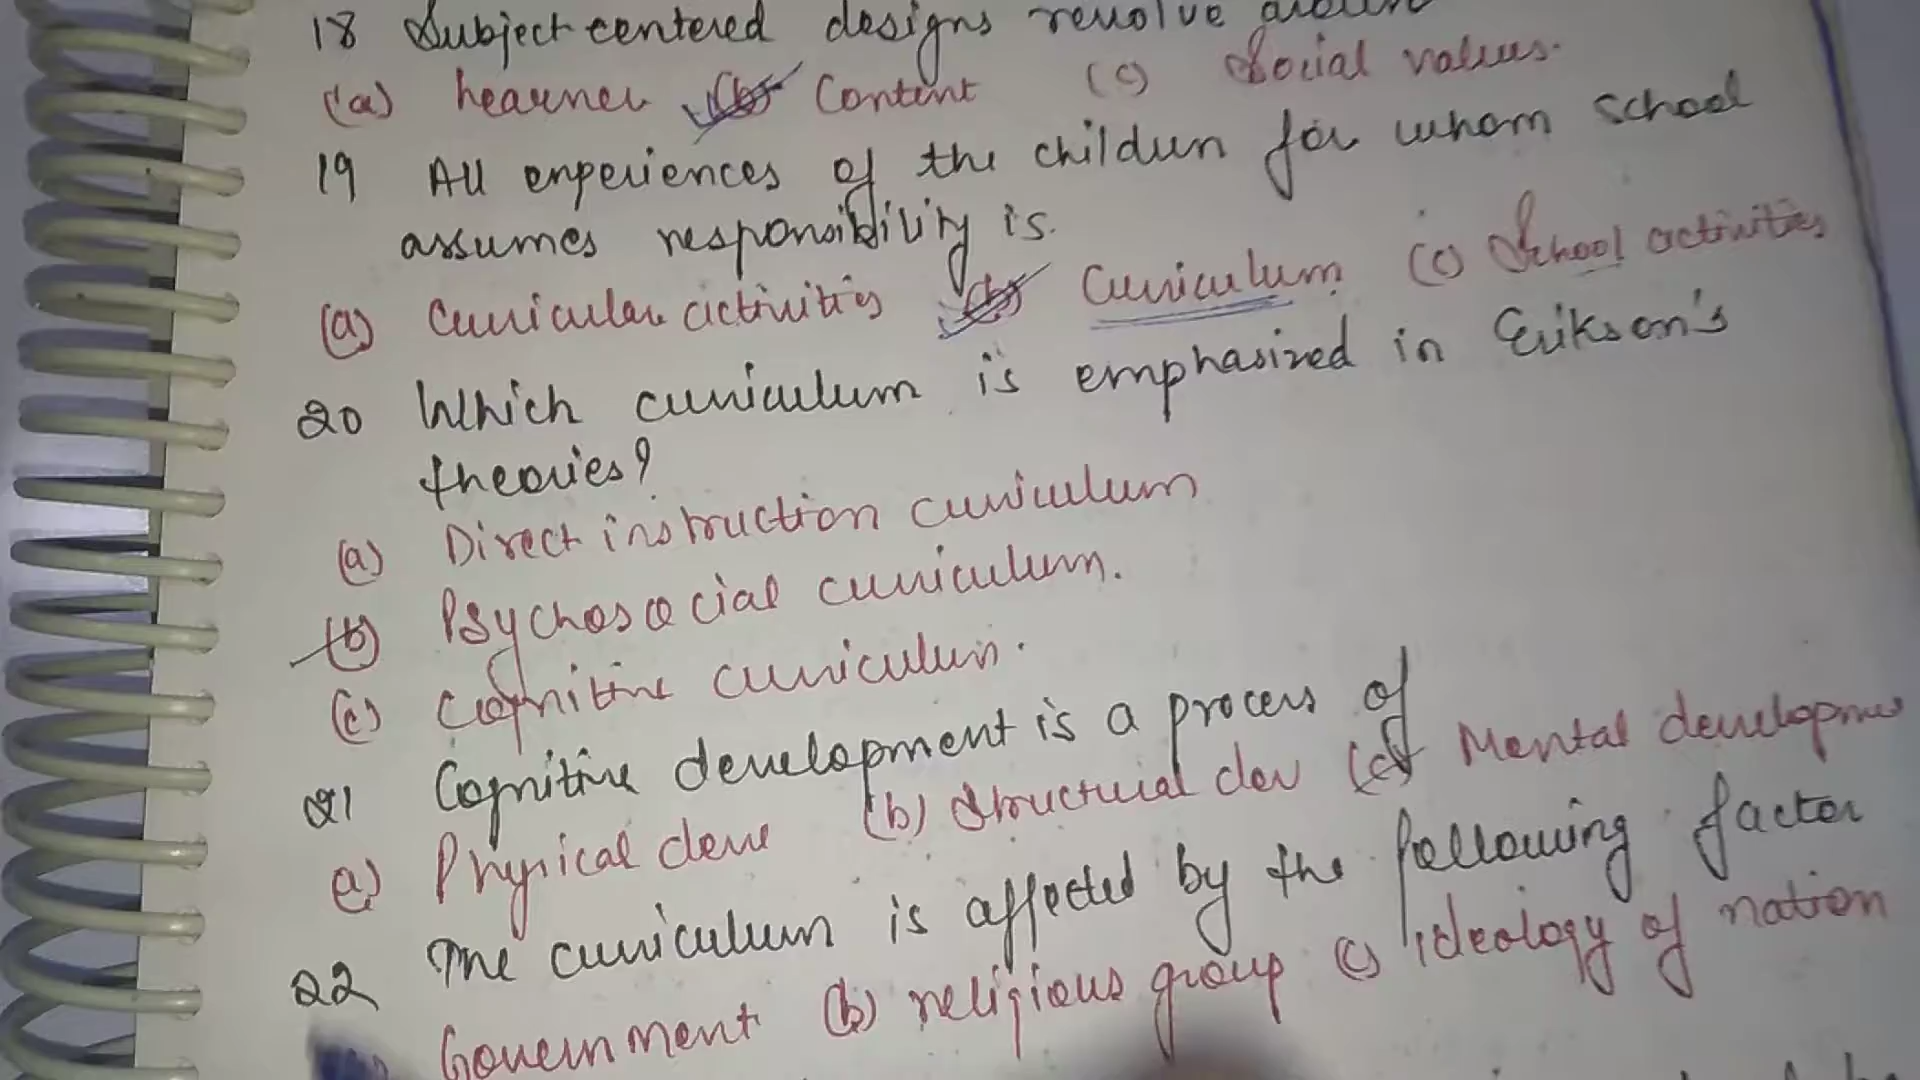 18 Subject centered designs revolve
(a) learner (b) Content (c) Social values.
19 All experiences of the children for whom school
assumes responsibility is.
(a) Curricular activities (b) Curriculum (c) School activities
20 Which curriculum is emphasized in Erikson's
theories?
(a) Direct instruction curriculum
(b) Psychosocial curriculum.
(c) Cognitive curriculum.
21 Cognitive development is a process of
a) Physical deve (b) Structural dev (c) Mental developme
22 The curriculum is affected by the following factor
Government (b) religious group (c) ideology of nation